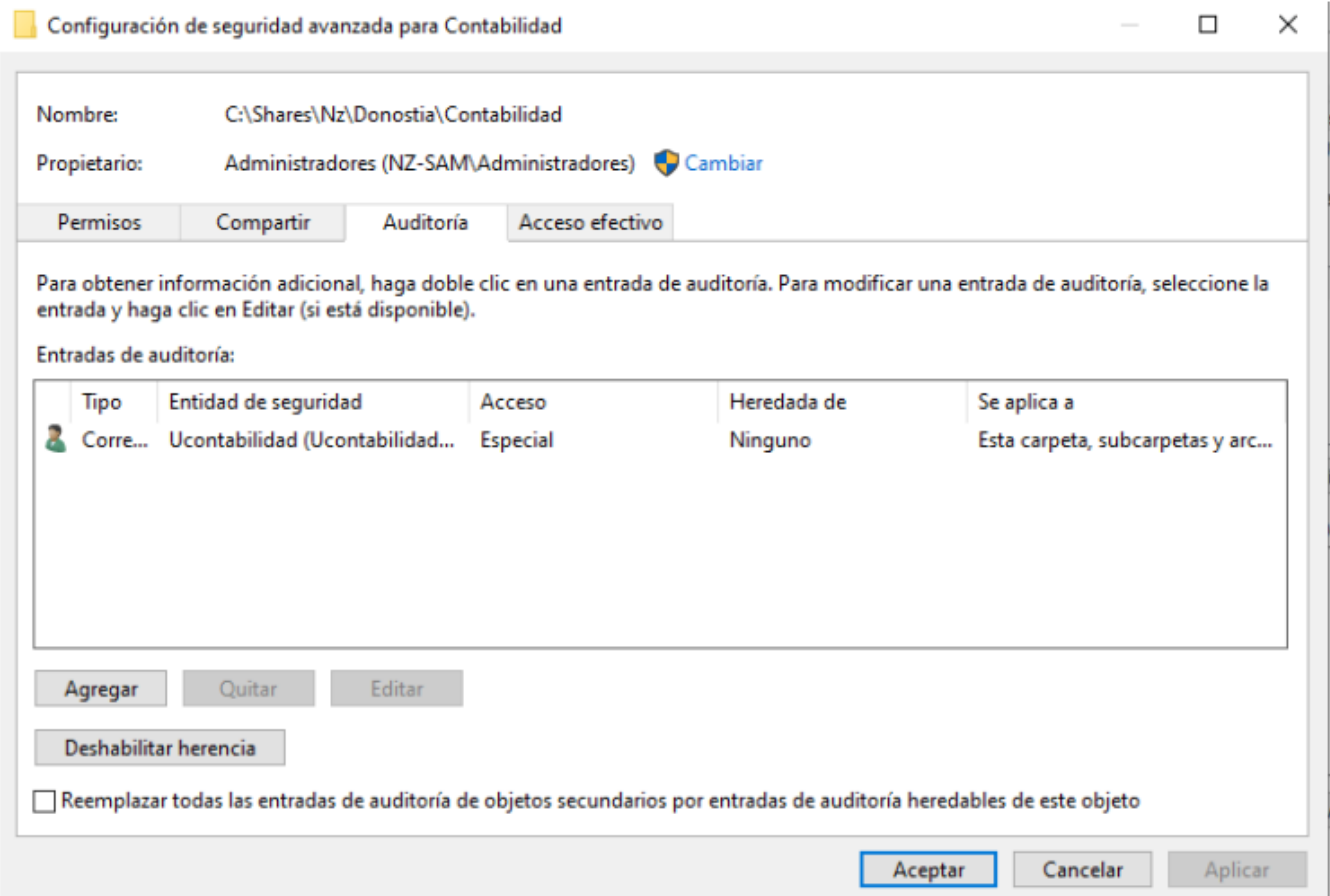 Configuración de seguridad avanzada para Contabilidad
Nombre: C:\Shares\Nz\Donostia\Contabilidad
Propietario: Administradores (NZ-SAM\Administradores) Cambiar
Permisos Compartir Auditoría Acceso efectivo
Para obtener información adicional, haga doble clic en una entrada de auditoría. Para modificar una entrada de auditoría, seleccione la
entrada y haga clic en Editar (si está disponible).
Entradas de auditoría:
Tipo Entidad de seguridad Acceso Heredada de Se aplica a
Corre... Ucontabilidad (Ucontabilidad... Especial Ninguno Esta carpeta, subcarpetas y arc...
Agregar Quitar Editar
Deshabilitar herencia
Reemplazar todas las entradas de auditoría de objetos secundarios por entradas de auditoría heredables de este objeto
Aceptar Cancelar Aplicar